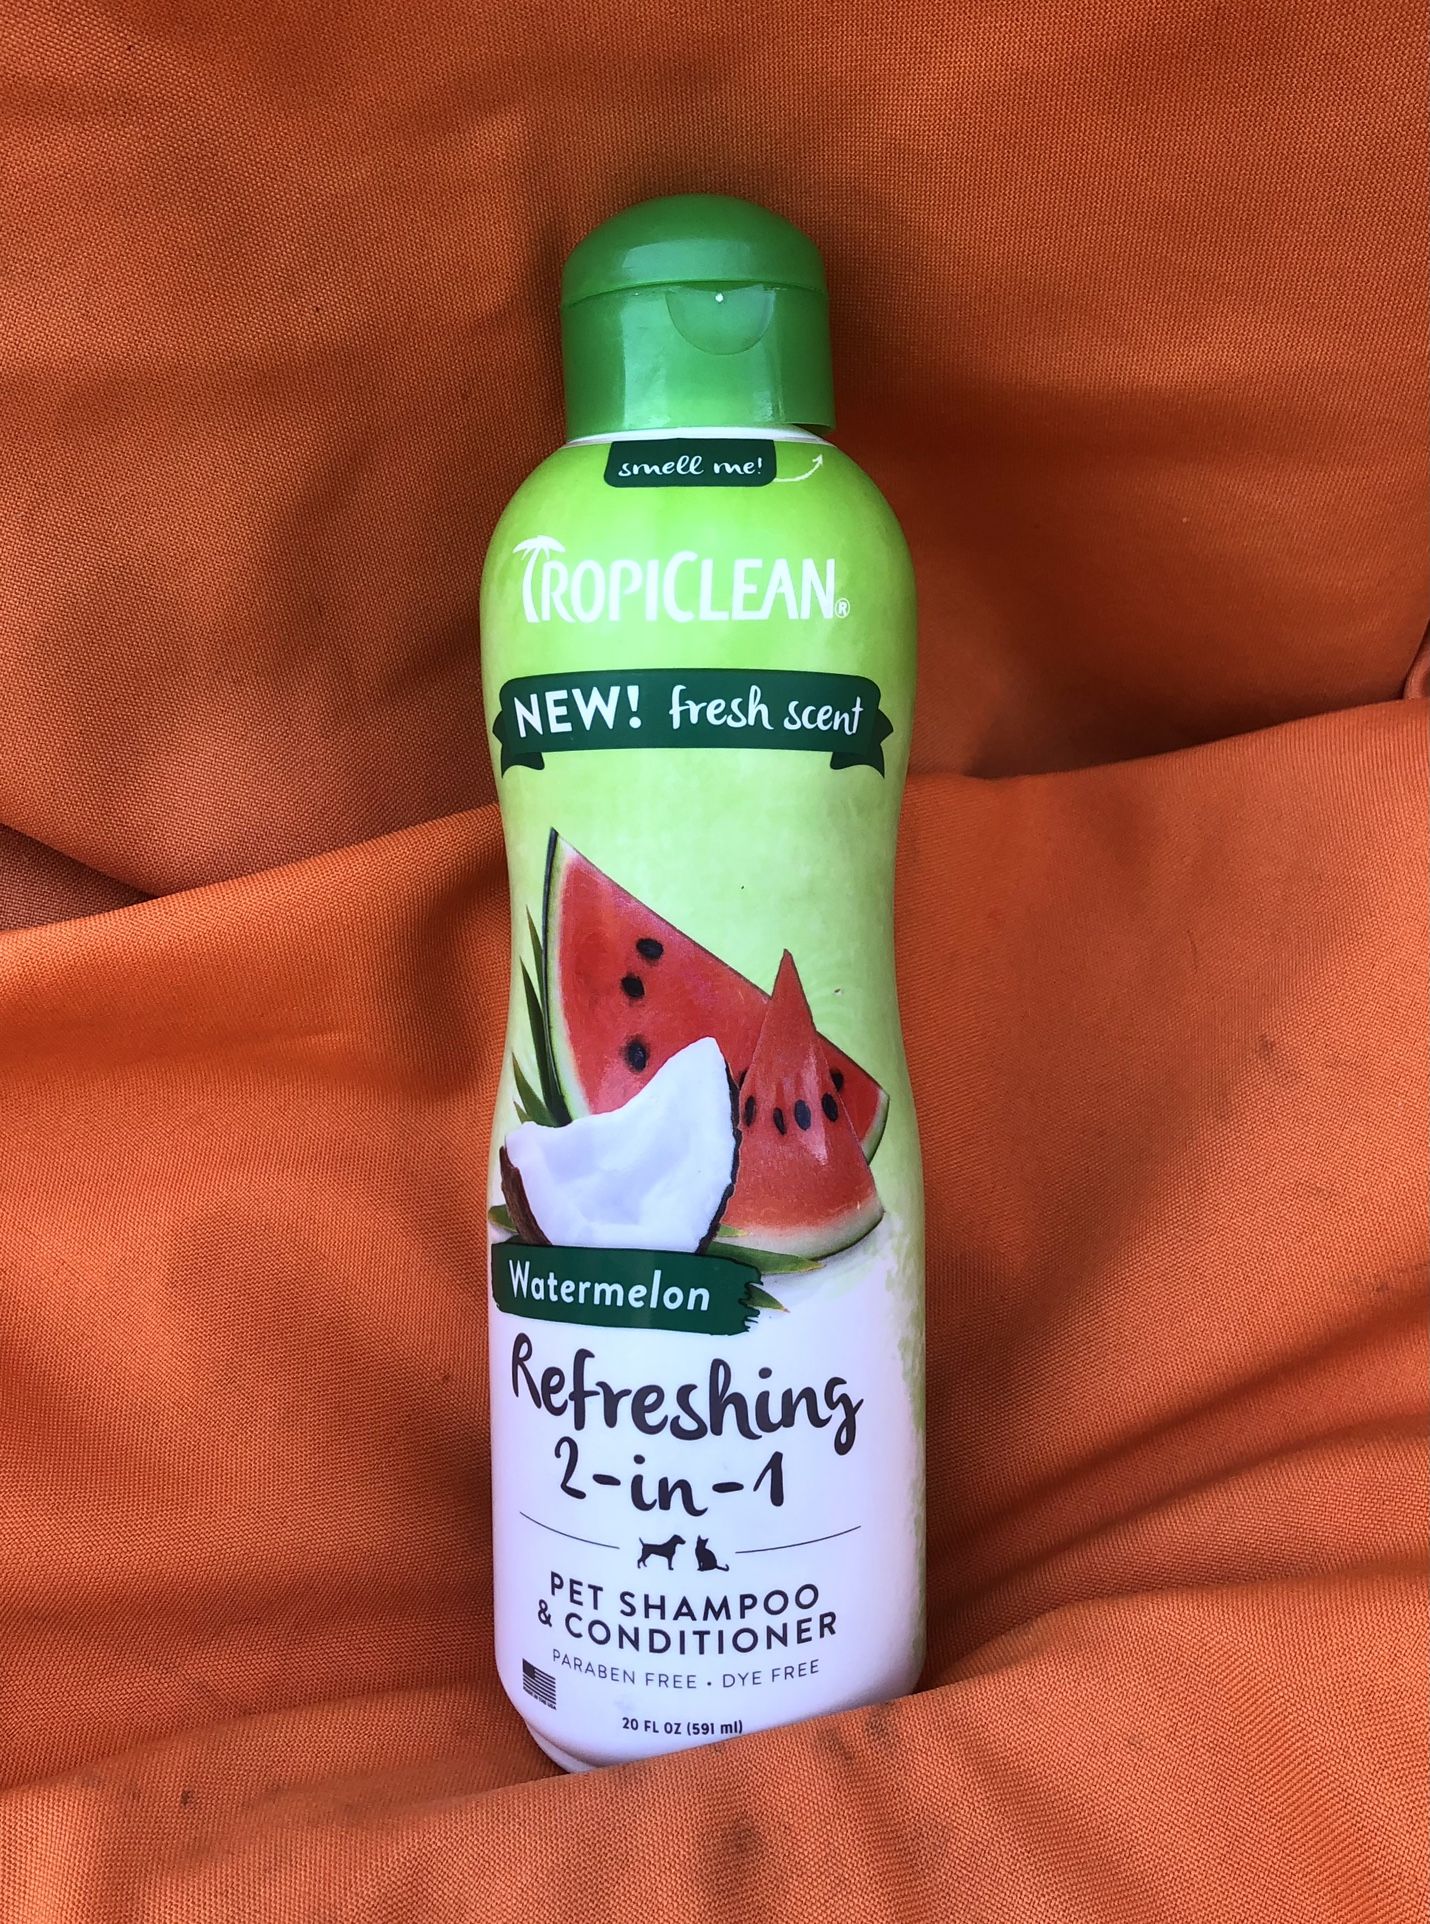 smell me!
TROPICLEAN®
NEW! fresh scent
Watermelon
Refreshing
2-in-1
PET SHAMPOO
& CONDITIONER
PARABEN FREE • DYE FREE
20 FL OZ (591 ml)